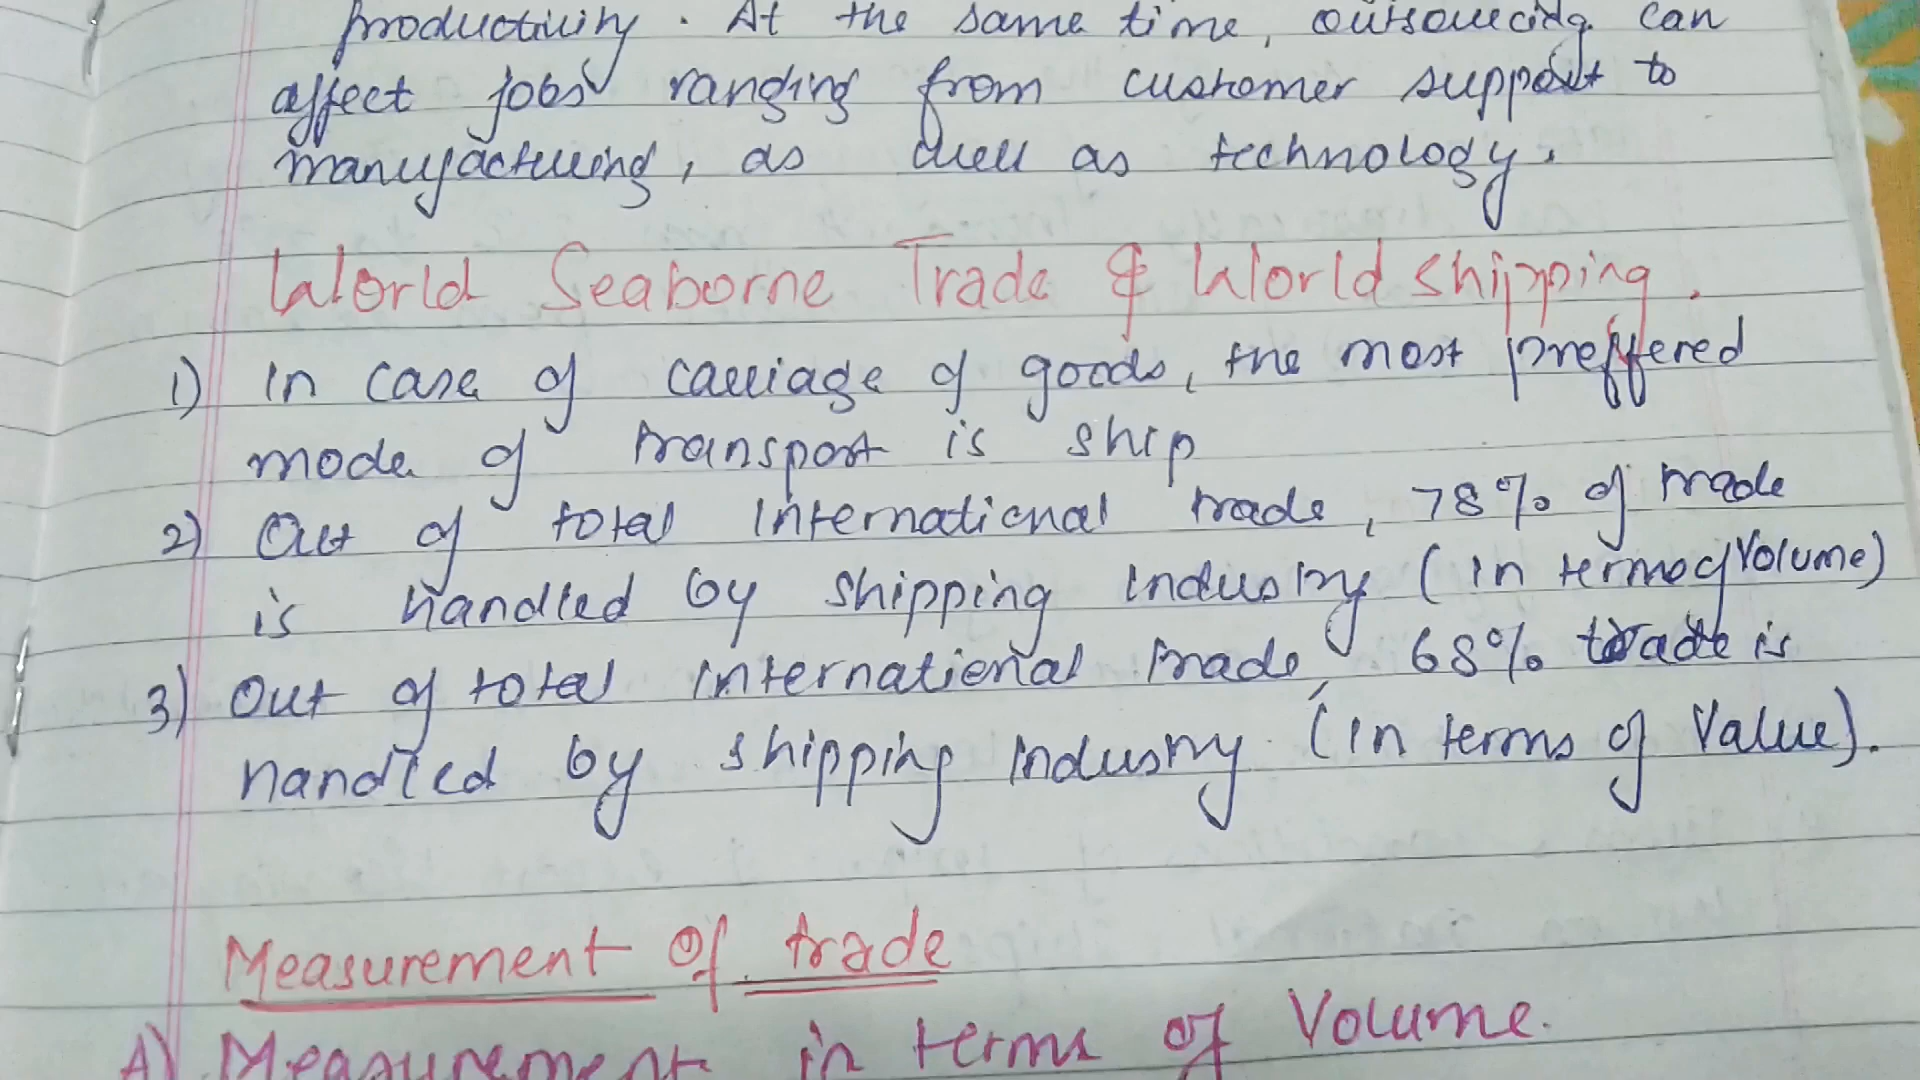 productivity. At the same time, outsourcing can
affect jobs ranging from customer support to
manufacturing, as well as technology.
World Seaborne Trade & World shipping.
1) In case of carriage of goods, the most preffered
mode of transport is ship
2) Out of total international trade, 78% of trade
is handled by shipping industry (in terms of Volume)
3) Out of total international trade, 68% trade is
handled by shipping industry. (in terms of Value).
Measurement Of trade
A) Measurement in terms of Volume.